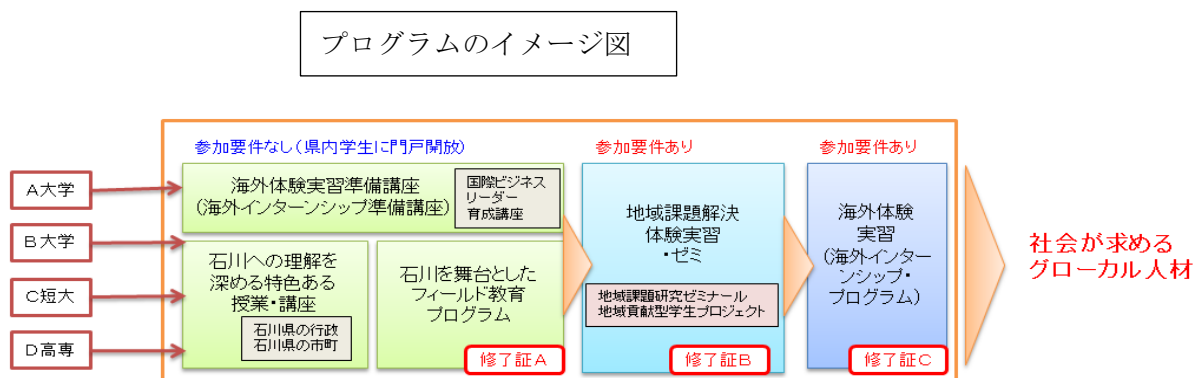 プログラムのイメージ図
参加要件なし(県内学生に門戸開放)
参加要件あり
参加要件あり
A大学
B大学
C短大
D高専
海外体験実習準備講座
(海外インターンシップ準備講座)
国際ビジネス
リーダー
育成講座
石川への理解を
深める特色ある
授業・講座
石川県の行政
石川県の市町
石川を舞台とした
フィールド教育
プログラム
修了証A
地域課題解決
体験実習
・ゼミ
地域課題研究ゼミナール
地域貢献型学生プロジェクト
修了証B
海外体験
実習
(海外インター
ンシップ・
プログラム)
修了証C
社会が求める
グローカル人材